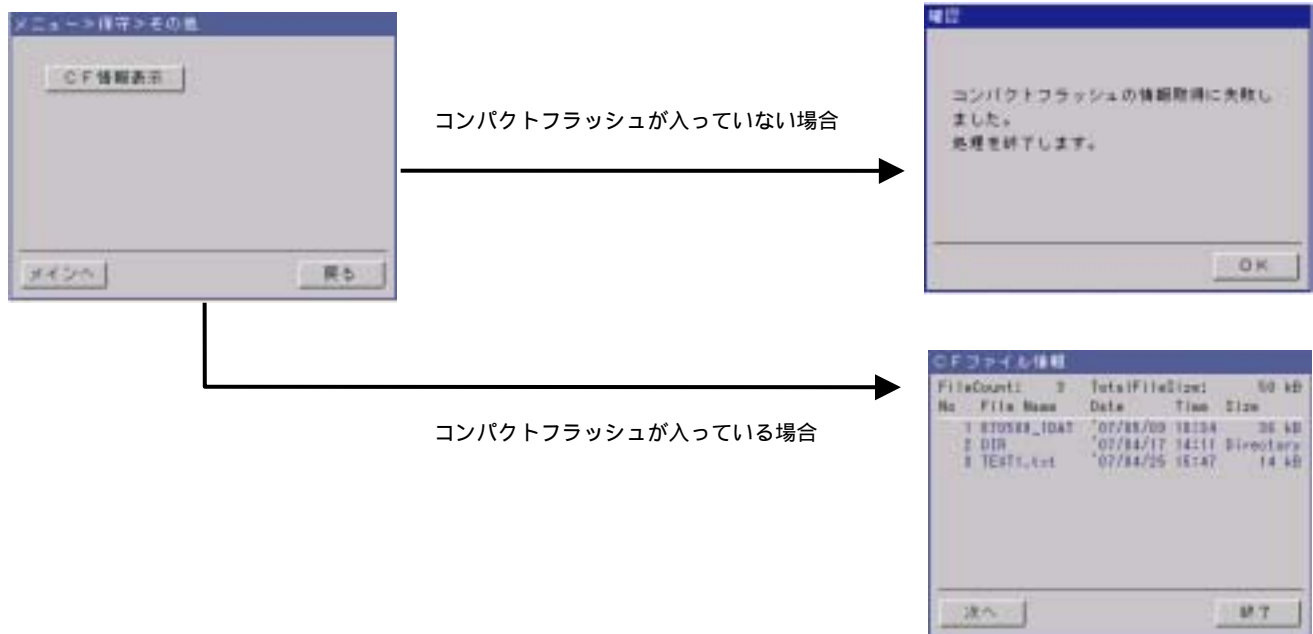 メニュー>保守>その他
CF情報表示
メインへ
戻る
コンパクトフラッシュが入っていない場合
確認
コンパクトフラッシュの情報取得に失敗し
ました。
処理を終了します。
OK
コンパクトフラッシュが入っている場合
CFファイル情報
FileCount: 3 TotalFileSize: 50 kB
No File Name Date Time Size
1 '07/ 36 kB
2 DIR '07/04/17 14:11 Directory
3 TEST1.txt '07/04/25 15:47 14 kB
次へ
終了